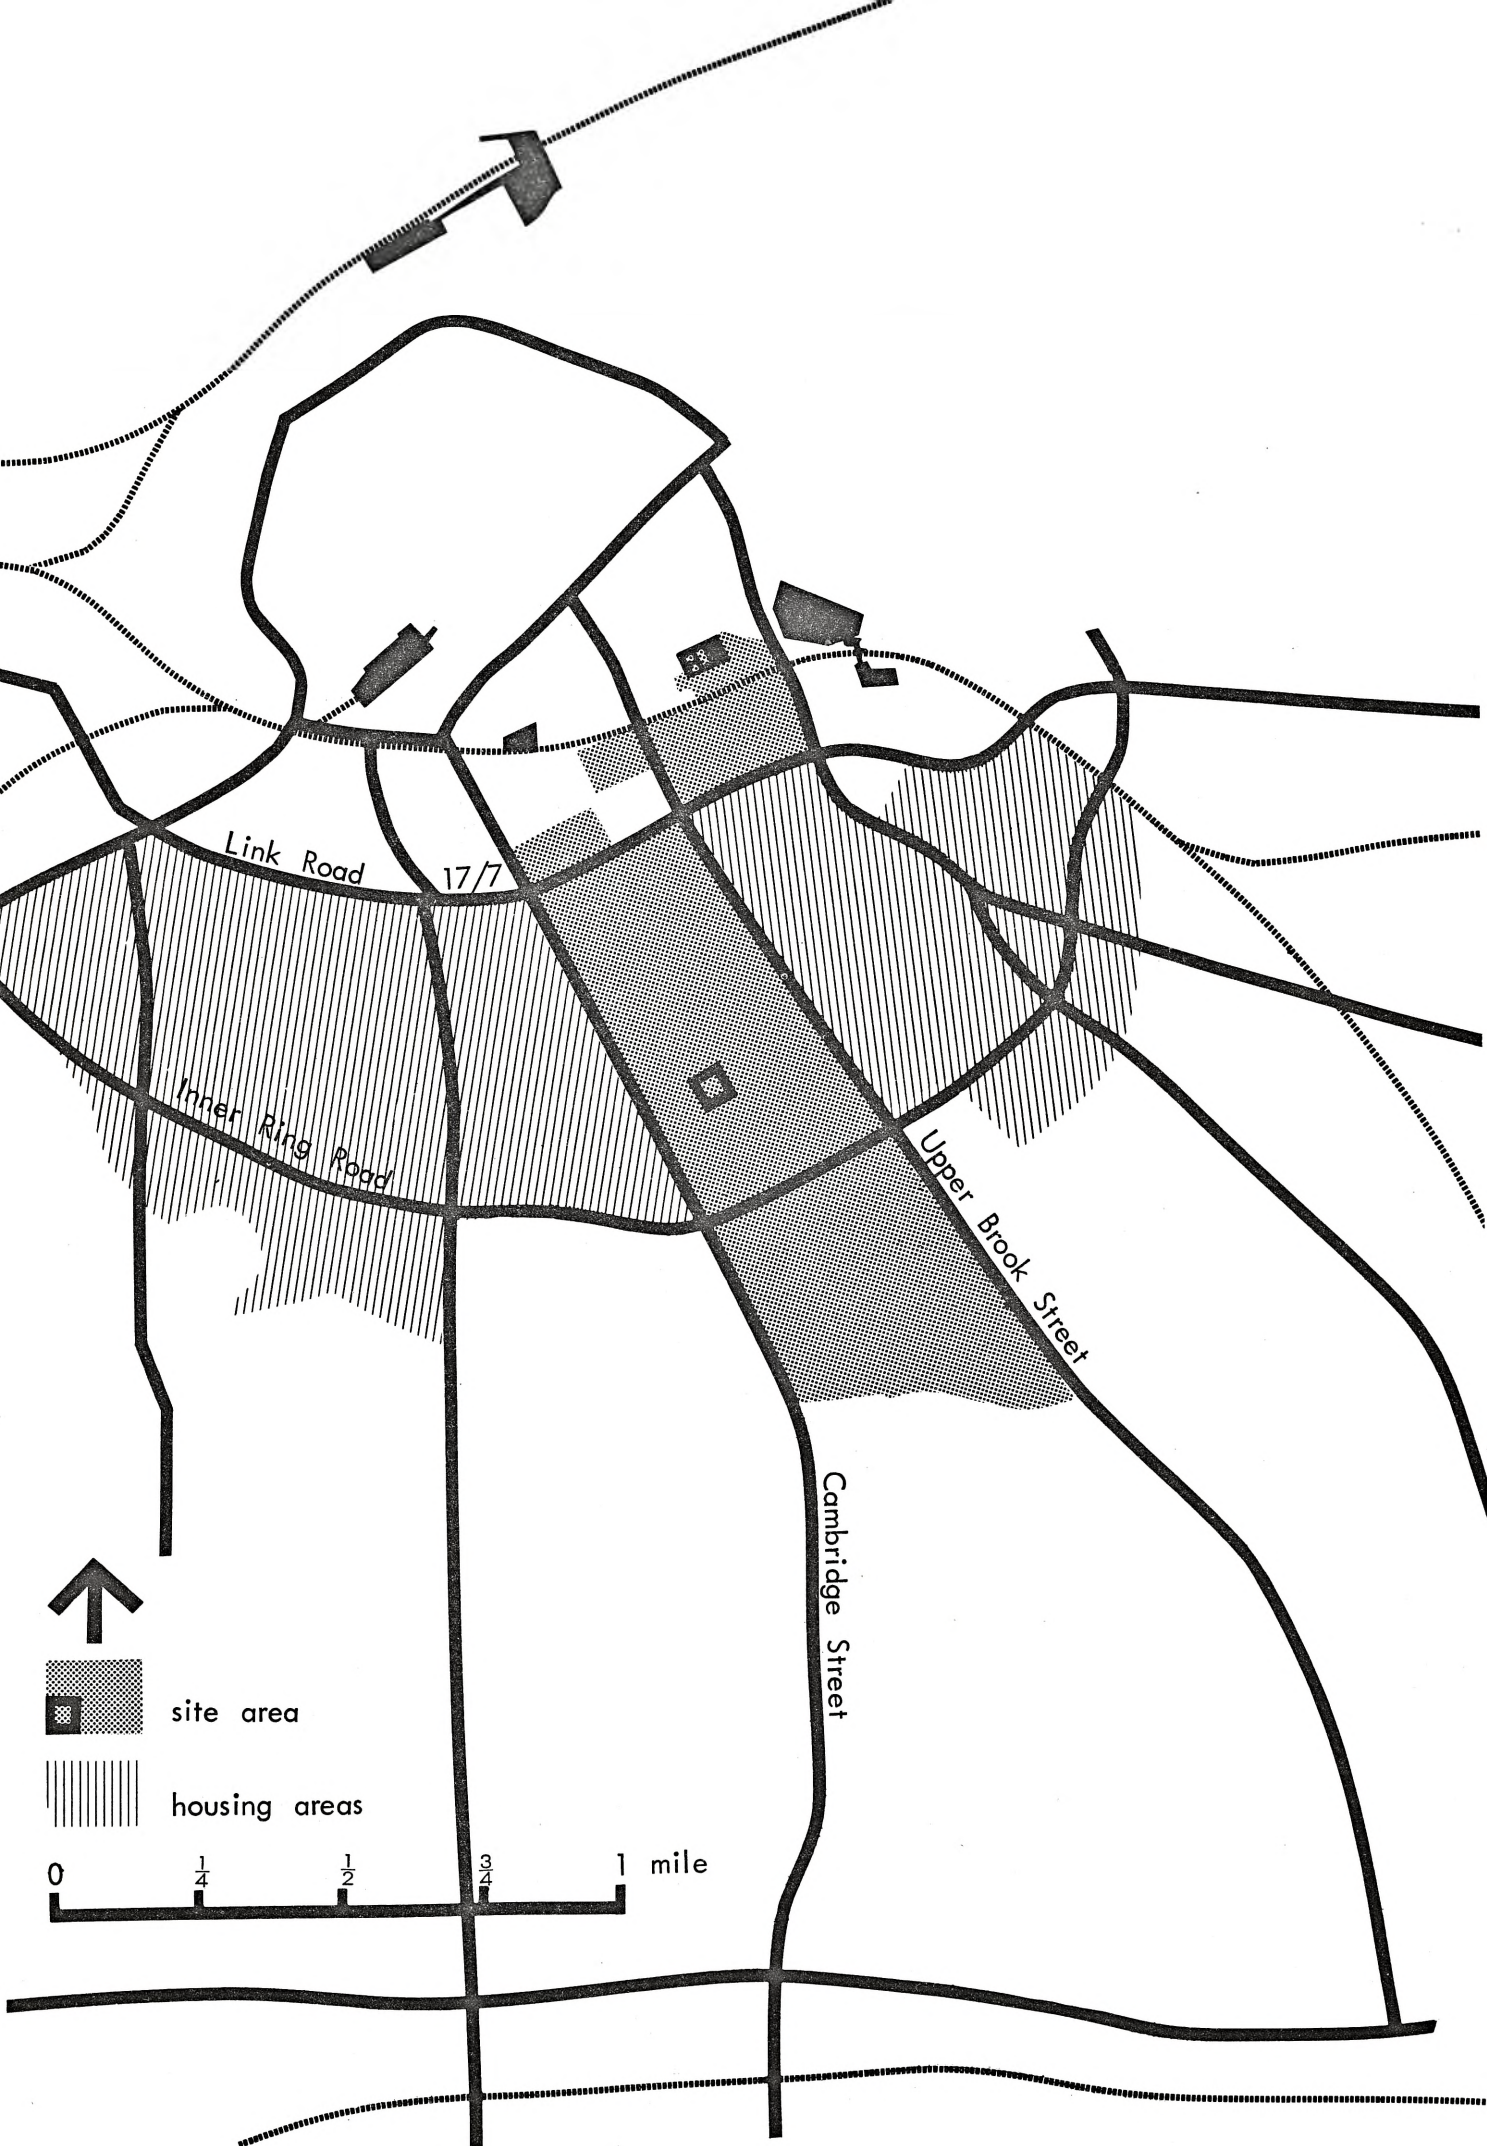 Link Road
17/7
Inner Ring Road
Upper Brook Street
Cambridge Street
site area
housing areas
0 1/4 1/2 3/4 1 mile